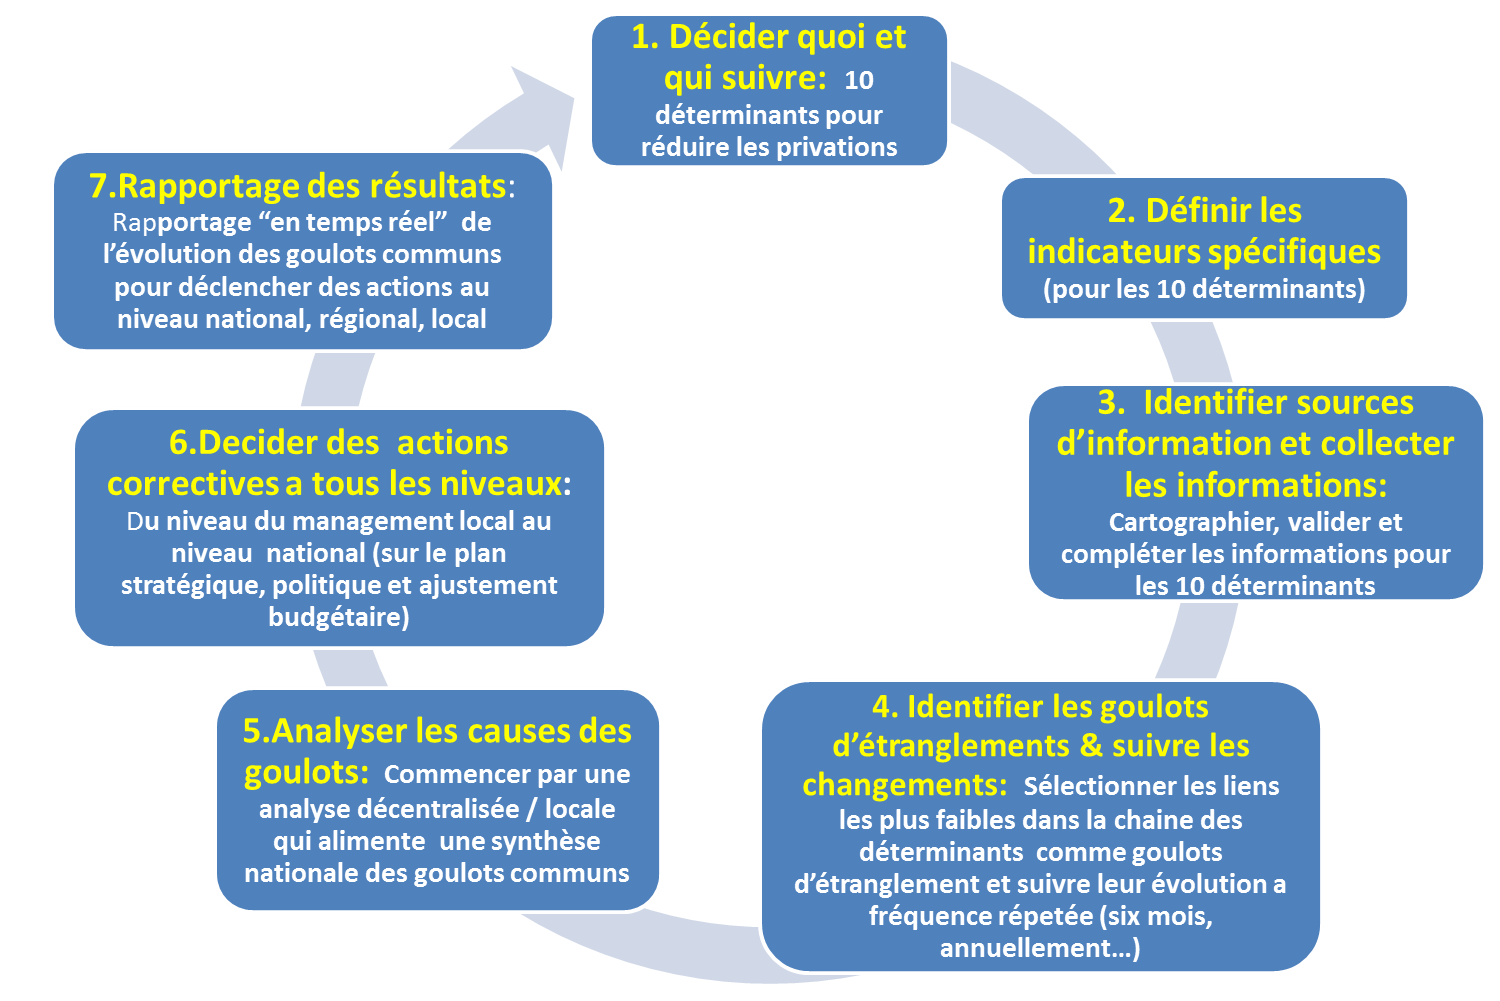 1. Décider quoi et
qui suivre: 10
déterminants pour
réduire les privations
2. Définir les
indicateurs spécifiques
(pour les 10 déterminants)
3. Identifier sources
d’information et collecter
les informations:
Cartographier, valider et
compléter les informations pour
les 10 déterminants
4. Identifier les goulots
d’étranglements & suivre les
changements: Sélectionner les liens
les plus faibles dans la chaine des
déterminants comme goulots
d’étranglement et suivre leur évolution a
fréquence répetée (six mois,
annuellement…)
5.Analyser les causes des
goulots: Commencer par une
analyse décentralisée / locale
qui alimente une synthèse
nationale des goulots communs
6.Decider des actions
correctives a tous les niveaux:
Du niveau du management local au
niveau national (sur le plan
stratégique, politique et ajustement
budgétaire)
7.Rapportage des résultats:
Rapportage “en temps réel” de
l’évolution des goulots communs
pour déclencher des actions au
niveau national, régional, local